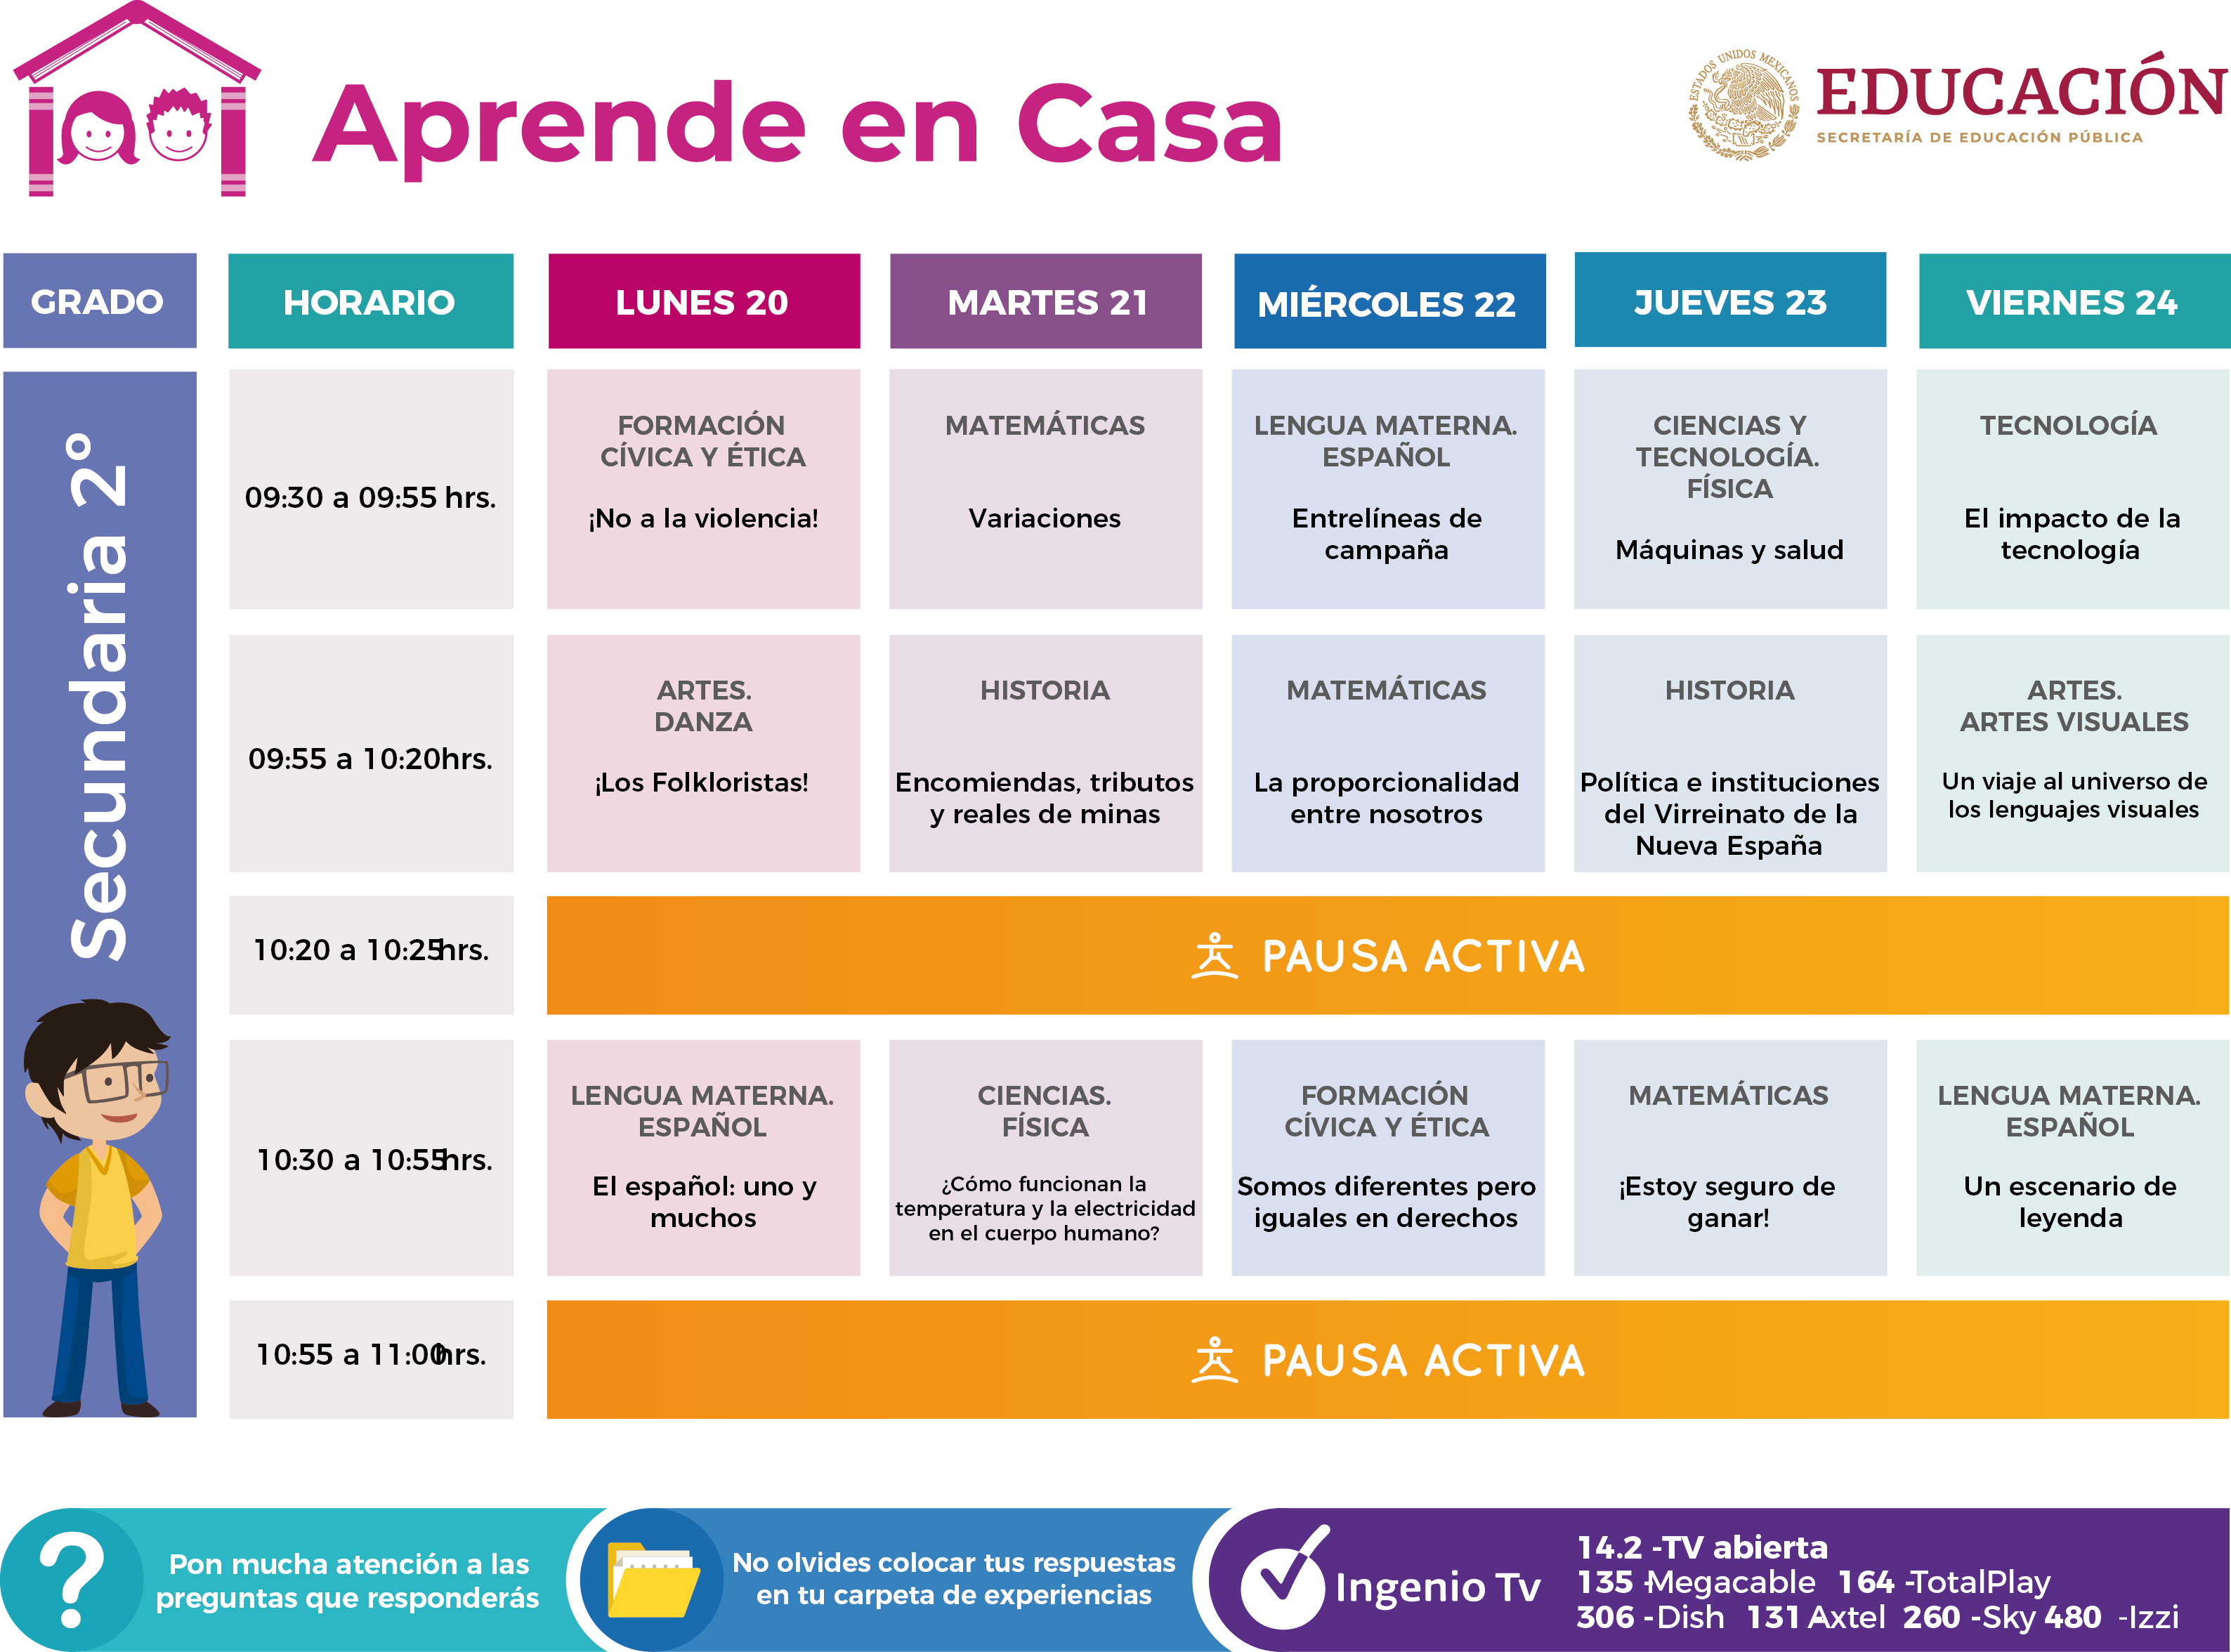 Aprende en Casa
ESTADOS UNIDOS MEXICANOS
EDUCACIÓN
SECRETARÍA DE EDUCACIÓN PÚBLICA
GRADO
HORARIO
LUNES 20
MARTES 21
MIÉRCOLES 22
JUEVES 23
VIERNES 24
Secundaria 2°
09:30 a 09:55 hrs.
FORMACIÓN
CÍVICA Y ÉTICA
¡No a la violencia!
MATEMÁTICAS
Variaciones
LENGUA MATERNA.
ESPAÑOL
Entrelíneas de
campaña
CIENCIAS Y
TECNOLOGÍA.
FÍSICA
Máquinas y salud
TECNOLOGÍA
El impacto de la
tecnología
09:55 a 10:20hrs.
ARTES.
DANZA
¡Los Folkloristas!
HISTORIA
Encomiendas, tributos
y reales de minas
MATEMÁTICAS
La proporcionalidad
entre nosotros
HISTORIA
Política e instituciones
del Virreinato de la
Nueva España
ARTES.
ARTES VISUALES
Un viaje al universo de
los lenguajes visuales
10:20 a 10:25hrs.
PAUSA ACTIVA
10:30 a 10:55hrs.
LENGUA MATERNA.
ESPAÑOL
El español: uno y
muchos
CIENCIAS.
FÍSICA
¿Cómo funcionan la
temperatura y la electricidad
en el cuerpo humano?
FORMACIÓN
CÍVICA Y ÉTICA
Somos diferentes pero
iguales en derechos
MATEMÁTICAS
¡Estoy seguro de
ganar!
LENGUA MATERNA.
ESPAÑOL
Un escenario de
leyenda
10:55 a 11:00hrs.
PAUSA ACTIVA
Pon mucha atención a las
preguntas que responderás
No olvides colocar tus respuestas
en tu carpeta de experiencias
Ingenio Tv
14.2 -TV abierta
135 -Megacable 164 -TotalPlay
306 -Dish 131 Axtel 260 -Sky 480 -Izzi